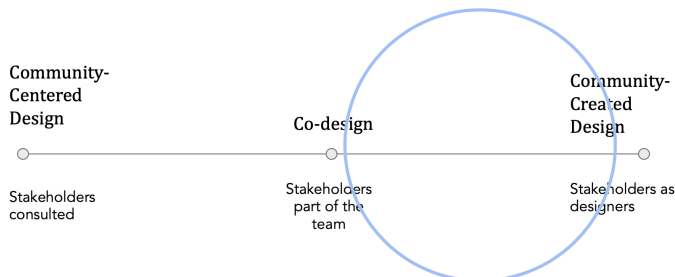 Community-
Centered
Design
Stakeholders
consulted
Co-design
Stakeholders
part of the
team
Community-
Created
Design
Stakeholders as
designers